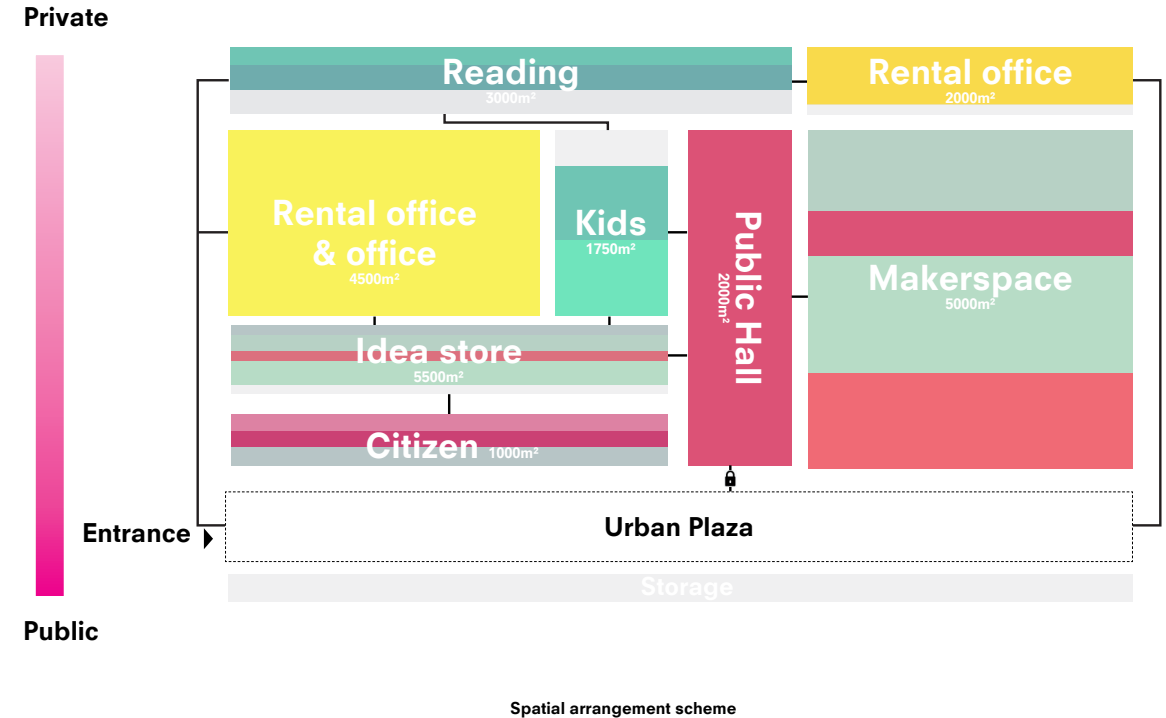 Private
Reading
3000m²
Rental office
2000m²
Rental office
& office
4500m²
Kids
1750m²
Public Hall
2000m²
Makerspace
5000m²
Idea store
5500m²
Citizen 1000m²
Entrance
Urban Plaza
Storage
Public
Spatial arrangement scheme